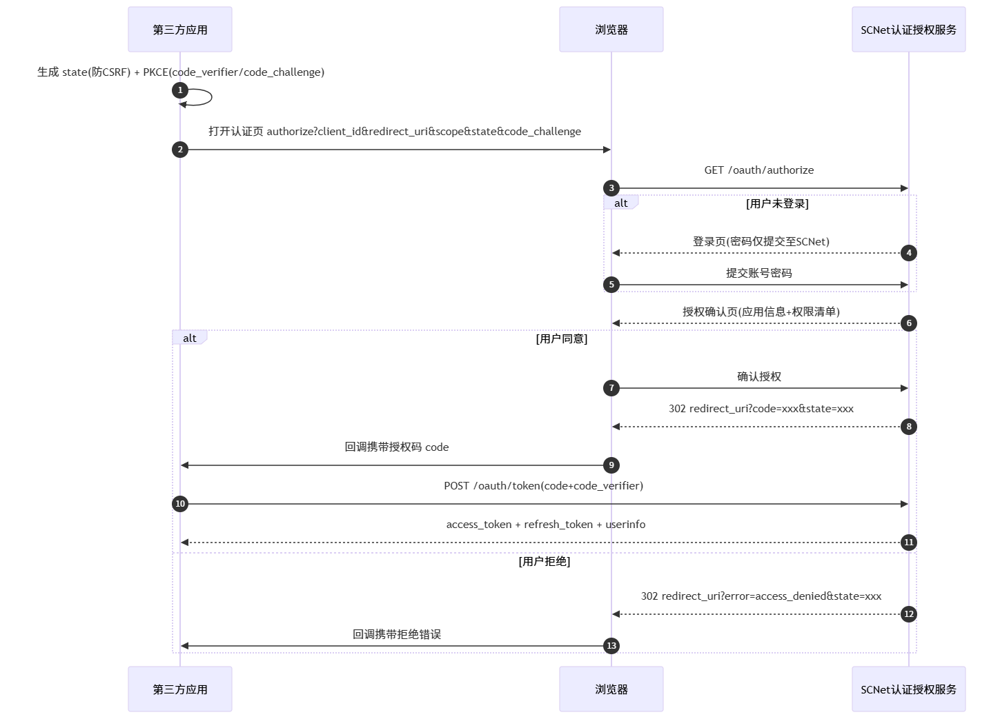 第三方应用
浏览器
SCNet认证授权服务
生成 state(防CSRF) + PKCE(code_verifier/code_challenge)
1
打开认证页 authorize?client_id&redirect_uri&scope&state&code_challenge
2
GET /oauth/authorize
3
alt
[用户未登录]
登录页(密码仅提交至SCNet)
4
提交账号密码
5
授权确认页(应用信息+权限清单)
6
alt
[用户同意]
确认授权
7
302 redirect_uri?code=xxx&state=xxx
8
回调携带授权码 code
9
POST /oauth/token(code+code_verifier)
10
access_token + refresh_token + userinfo
11
[用户拒绝]
302 redirect_uri?error=access_denied&state=xxx
12
回调携带拒绝错误
13
第三方应用
浏览器
SCNet认证授权服务